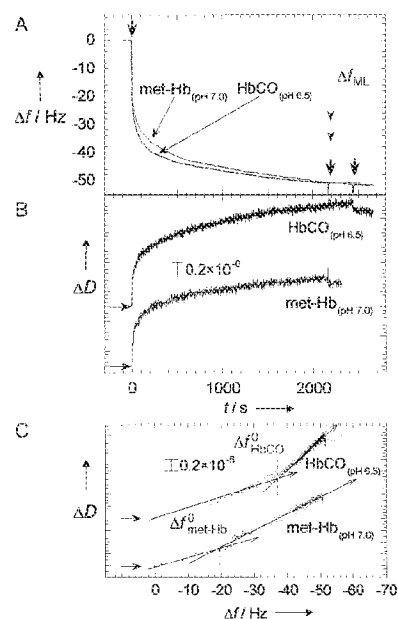 A
0
-10
-20
-30
-40
-50
Δf / Hz
met-Hb(pH 7.0)
HbCO(pH 6.5)
Δf ML
B
HbCO(pH 6.5)
0.2×10⁻⁶
met-Hb(pH 7.0)
ΔD
0 1000 2000
t / s
C
Δf⁰HbCO
0.2×10⁻⁶
HbCO(pH 6.5)
Δf⁰met-Hb
met-Hb(pH 7.0)
ΔD
0 -10 -20 -30 -40 -50 -60 -70
Δf / Hz